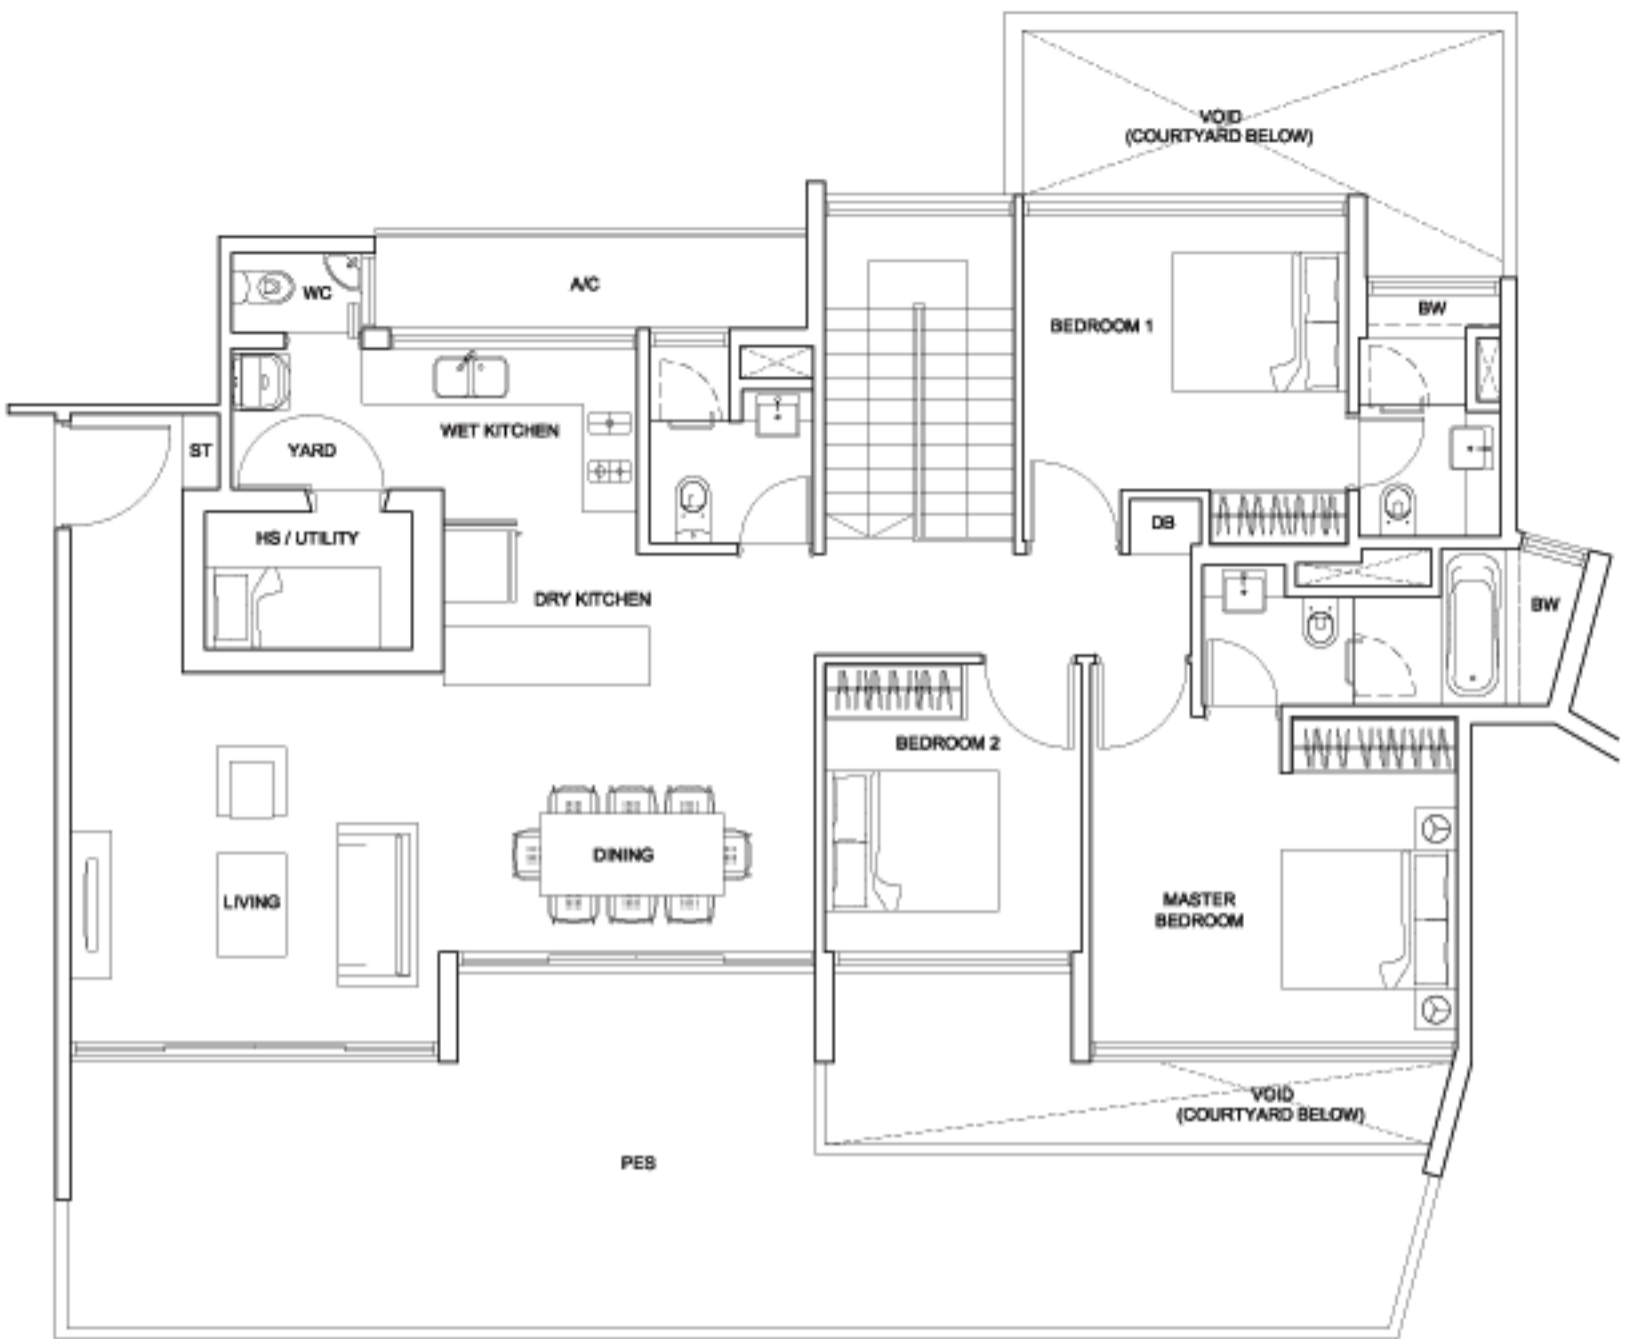 VOID
(COURTYARD BELOW)
A/C
WC
BW
BEDROOM 1
WET KITCHEN
ST
YARD
DB
HS / UTILITY
DRY KITCHEN
BW
BEDROOM 2
DINING
LIVING
MASTER
BEDROOM
VOID
(COURTYARD BELOW)
PES